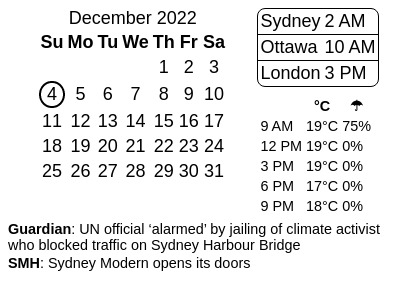 December 2022
Su Mo Tu We Th Fr Sa
1 2 3
4 5 6 7 8 9 10
11 12 13 14 15 16 17
18 19 20 21 22 23 24
25 26 27 28 29 30 31
Sydney 2 AM
Ottawa 10 AM
London 3 PM
°C ☂
9 AM 19°C 75%
12 PM 19°C 0%
3 PM 19°C 0%
6 PM 17°C 0%
9 PM 18°C 0%
Guardian: UN official ‘alarmed’ by jailing of climate activist
who blocked traffic on Sydney Harbour Bridge
SMH: Sydney Modern opens its doors